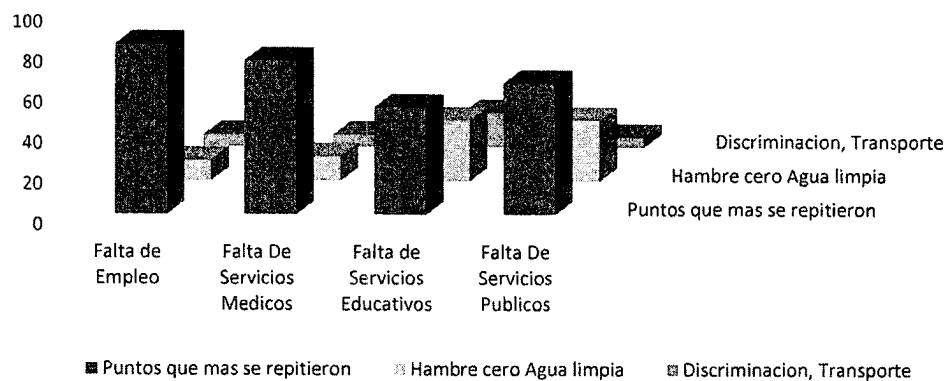 100
80
60
40
20
0
Discriminacion, Transporte
Hambre cero Agua limpia
Puntos que mas se repitieron
Falta de Empleo
Falta De Servicios Medicos
Falta de Servicios Educativos
Falta De Servicios Publicos
Puntos que mas se repitieron
Hambre cero Agua limpia
Discriminacion, Transporte